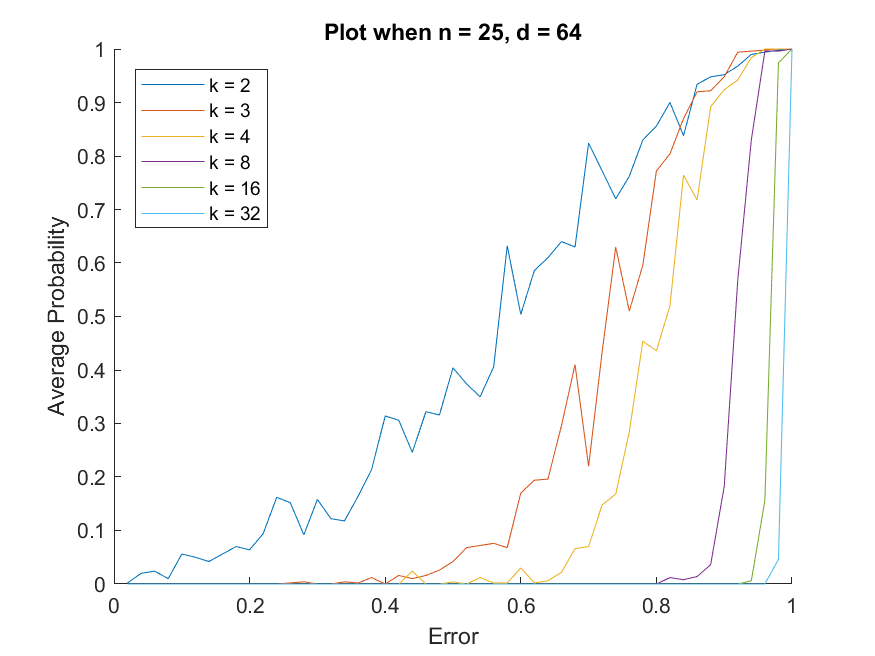 Plot when n = 25, d = 64
k = 2
k = 3
k = 4
k = 8
k = 16
k = 32
1
0.9
0.8
0.7
0.6
0.5
0.4
0.3
0.2
0.1
0
Average Probability
0 0.2 0.4 0.6 0.8 1
Error